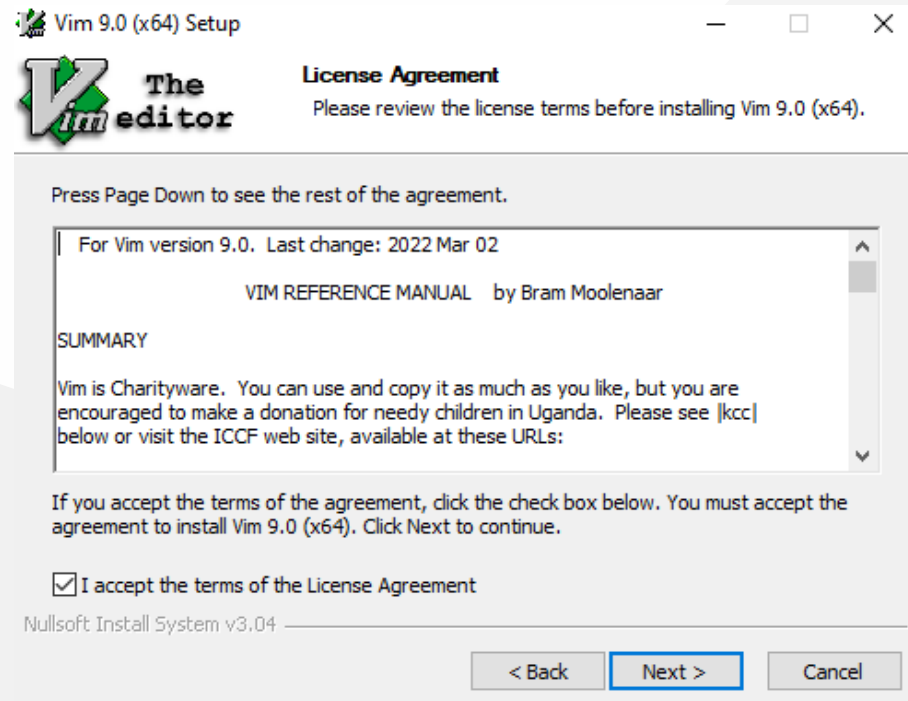 Vim 9.0 (x64) Setup
Vim
The
editor
License Agreement
Please review the license terms before installing Vim 9.0 (x64).
Press Page Down to see the rest of the agreement.
For Vim version 9.0.  Last change: 2022 Mar 02
VIM REFERENCE MANUAL    by Bram Moolenaar
SUMMARY
Vim is Charityware.  You can use and copy it as much as you like, but you are
encouraged to make a donation for needy children in Uganda.  Please see |kcc|
below or visit the ICCF web site, available at these URLs:
If you accept the terms of the agreement, click the check box below. You must accept the
agreement to install Vim 9.0 (x64). Click Next to continue.
I accept the terms of the License Agreement
Nullsoft Install System v3.04
< Back
Next >
Cancel